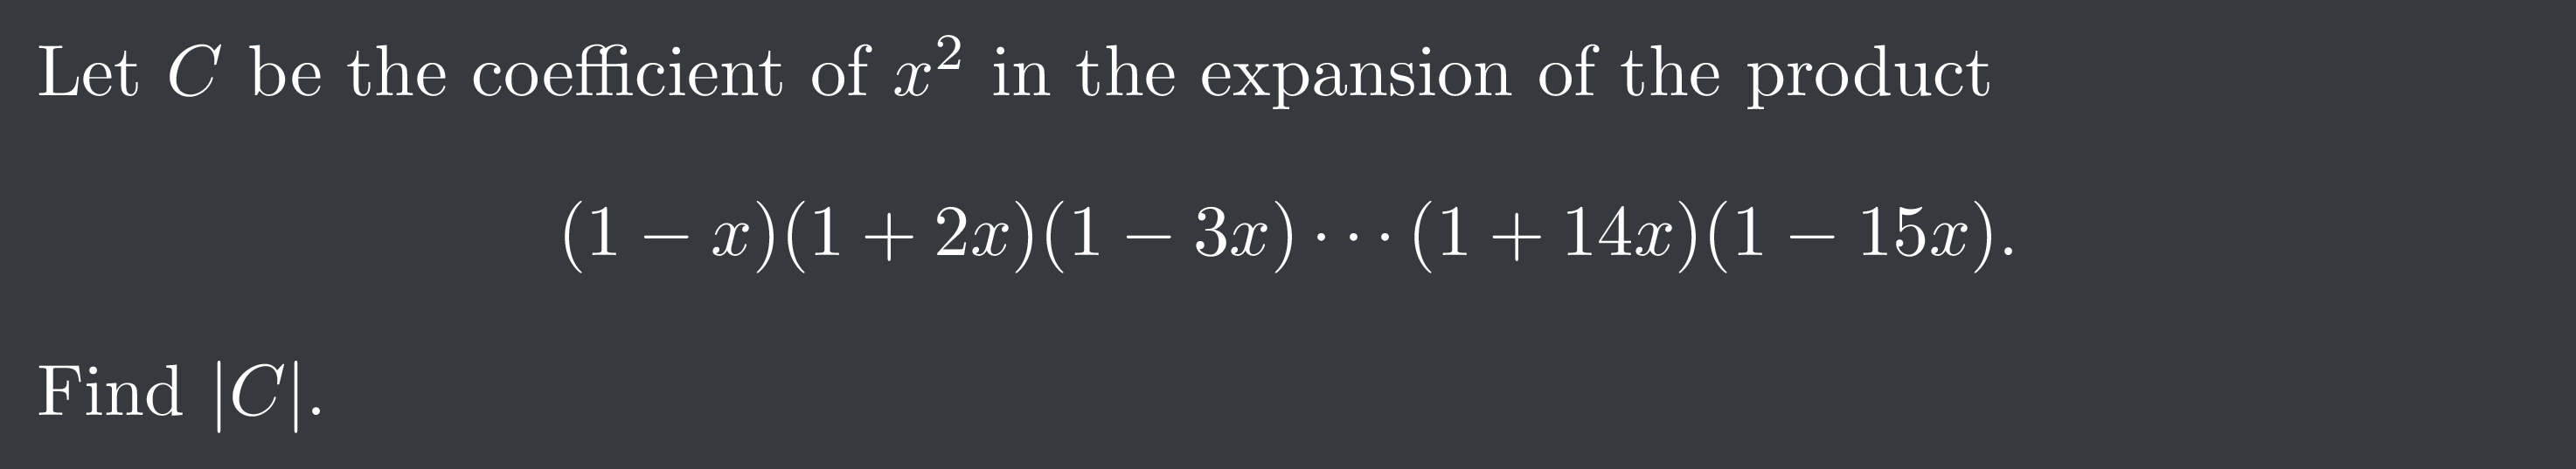 Let C be the coefficient of x² in the expansion of the product
(1 − x)(1 + 2x)(1 − 3x) ⋯ (1 + 14x)(1 − 15x).
Find |C|.